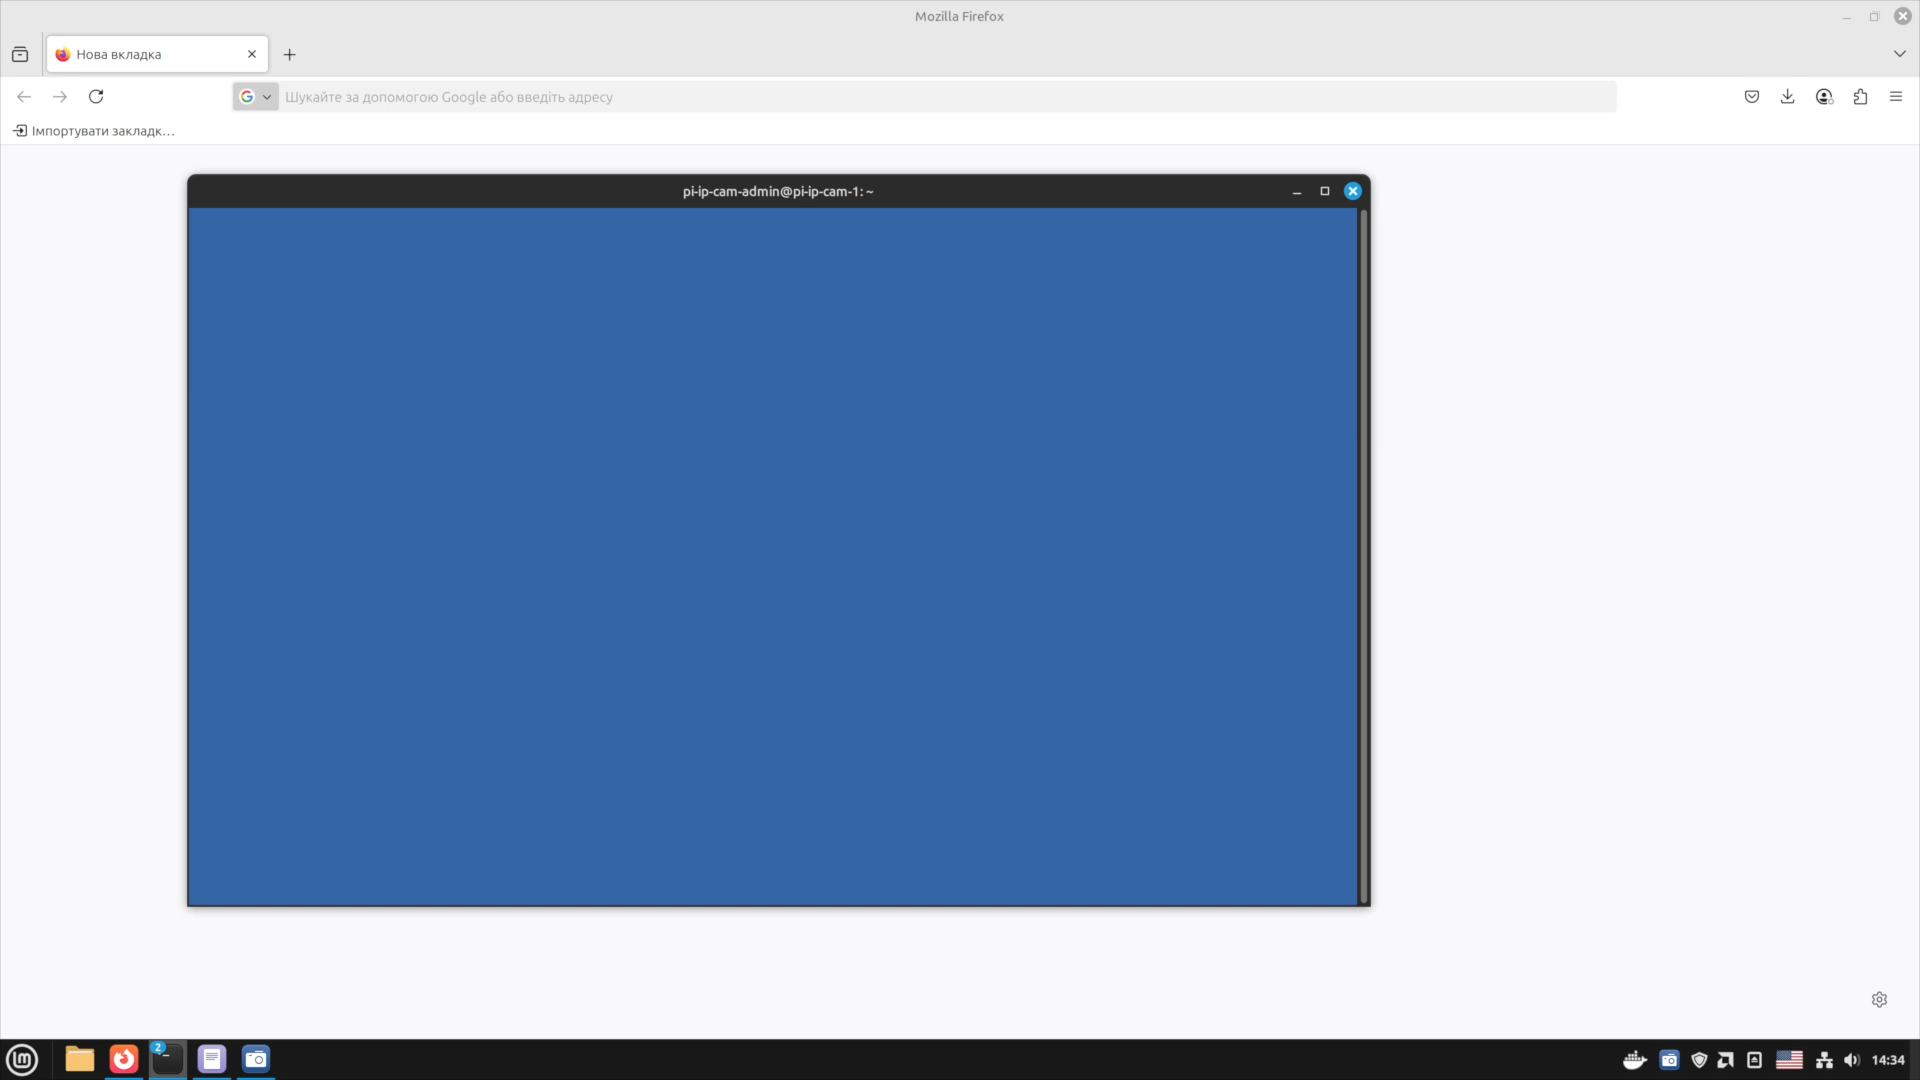 Mozilla Firefox
Нова вкладка
Шукайте за допомогою Google або введіть адресу
Імпортувати закладк…
pi-ip-cam-admin@pi-ip-cam-1: ~
2
14:34